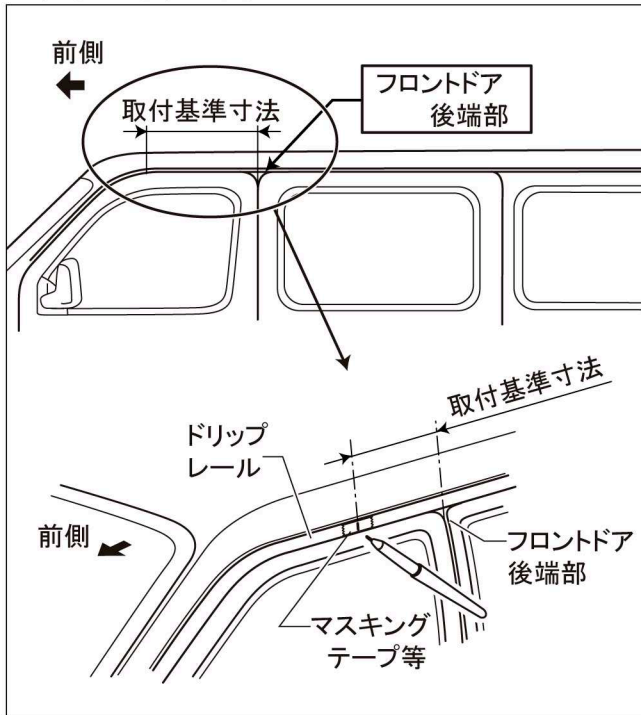 前側
取付基準寸法
フロントドア
後端部
取付基準寸法
ドリップ
レール
前側
フロントドア
後端部
マスキング
テープ等